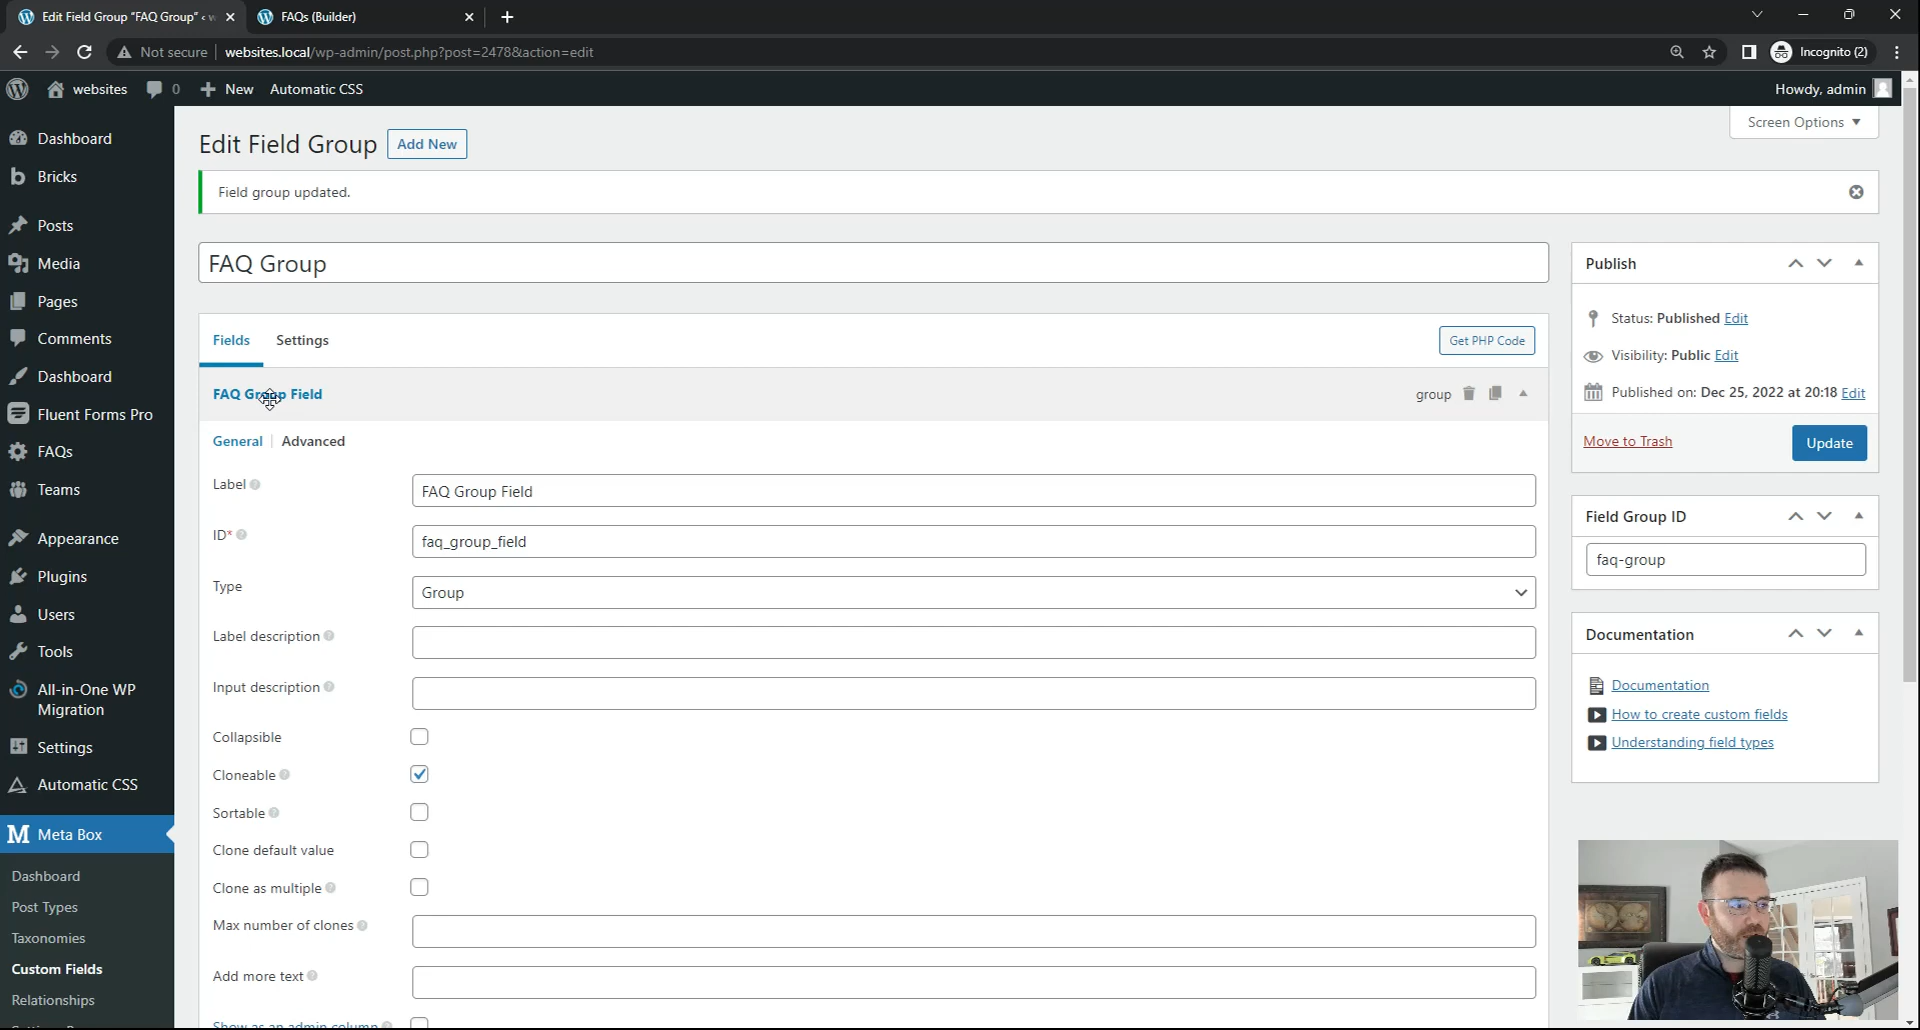 Edit Field Group "FAQ Group" ‹ w
FAQs (Builder)
Not secure
websites.local/wp-admin/post.php?post=2478&action=edit
Incognito (2)
websites
0
New
Automatic CSS
Howdy, admin
Dashboard
Bricks
Posts
Media
Pages
Comments
Dashboard
Fluent Forms Pro
FAQs
Teams
Appearance
Plugins
Users
Tools
All-in-One WP
Migration
Settings
Automatic CSS
Meta Box
Dashboard
Post Types
Taxonomies
Custom Fields
Relationships
Edit Field Group
Add New
Screen Options
Field group updated.
FAQ Group
Fields
Settings
Get PHP Code
FAQ Group Field
group
General
Advanced
Label
FAQ Group Field
ID*
faq_group_field
Type
Group
Label description
Input description
Collapsible
Cloneable
Sortable
Clone default value
Clone as multiple
Max number of clones
Add more text
Show as an admin column
Publish
Status: Published Edit
Visibility: Public Edit
Published on: Dec 25, 2022 at 20:18 Edit
Move to Trash
Update
Field Group ID
faq-group
Documentation
Documentation
How to create custom fields
Understanding field types